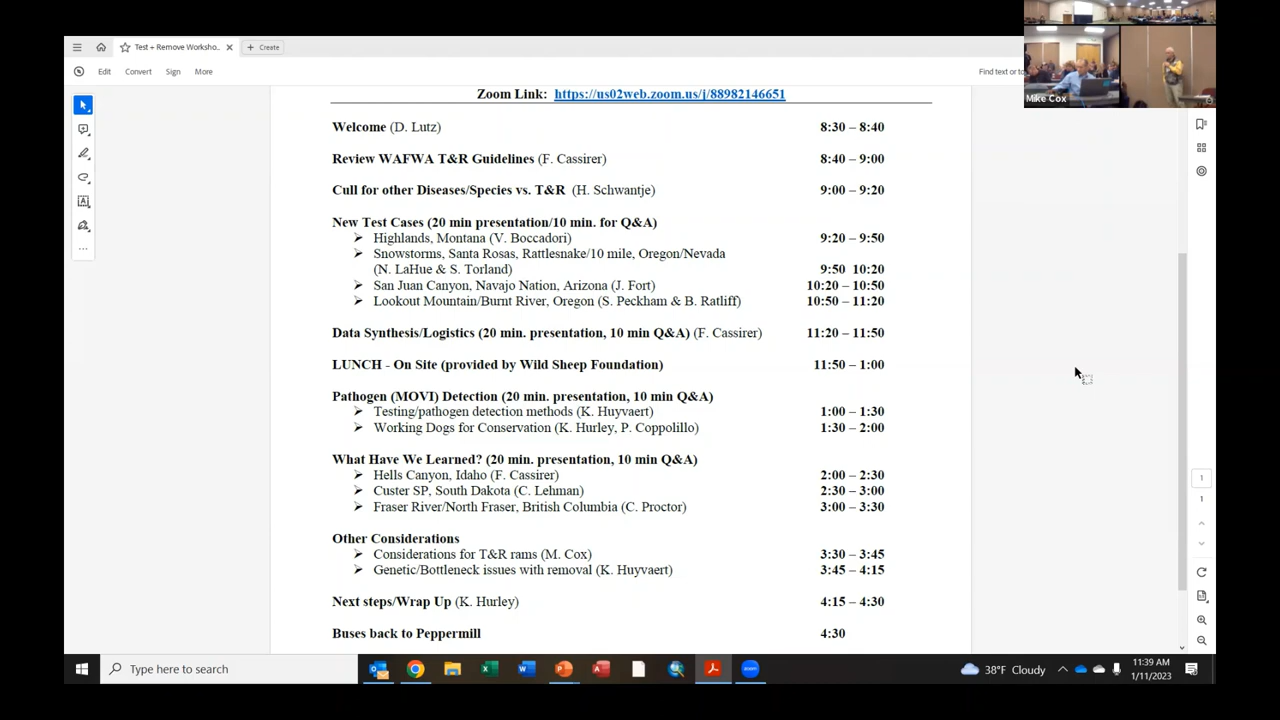 Test + Remove Worksho...
Create
Edit Convert Sign More
Find text or to
Mike Cox
Zoom Link: https://us02web.zoom.us/j/88982146651
Welcome (D. Lutz) 8:30 – 8:40
Review WAFWA T&R Guidelines (F. Cassirer) 8:40 – 9:00
Cull for other Diseases/Species vs. T&R (H. Schwantje) 9:00 – 9:20
New Test Cases (20 min presentation/10 min. for Q&A)
Highlands, Montana (V. Boccadori) 9:20 – 9:50
Snowstorms, Santa Rosas, Rattlesnake/10 mile, Oregon/Nevada
(N. LaHue & S. Torland) 9:50 10:20
San Juan Canyon, Navajo Nation, Arizona (J. Fort) 10:20 – 10:50
Lookout Mountain/Burnt River, Oregon (S. Peckham & B. Ratliff) 10:50 – 11:20
Data Synthesis/Logistics (20 min. presentation, 10 min Q&A) (F. Cassirer) 11:20 – 11:50
LUNCH - On Site (provided by Wild Sheep Foundation) 11:50 – 1:00
Pathogen (MOVI) Detection (20 min. presentation, 10 min Q&A)
Testing/pathogen detection methods (K. Huyvaert) 1:00 – 1:30
Working Dogs for Conservation (K. Hurley, P. Coppolillo) 1:30 – 2:00
What Have We Learned? (20 min. presentation, 10 min Q&A)
Hells Canyon, Idaho (F. Cassirer) 2:00 – 2:30
Custer SP, South Dakota (C. Lehman) 2:30 – 3:00
Fraser River/North Fraser, British Columbia (C. Proctor) 3:00 – 3:30
Other Considerations
Considerations for T&R rams (M. Cox) 3:30 – 3:45
Genetic/Bottleneck issues with removal (K. Huyvaert) 3:45 – 4:15
Next steps/Wrap Up (K. Hurley) 4:15 – 4:30
Buses back to Peppermill 4:30
1
1
Type here to search
38°F Cloudy
11:39 AM
1/11/2023